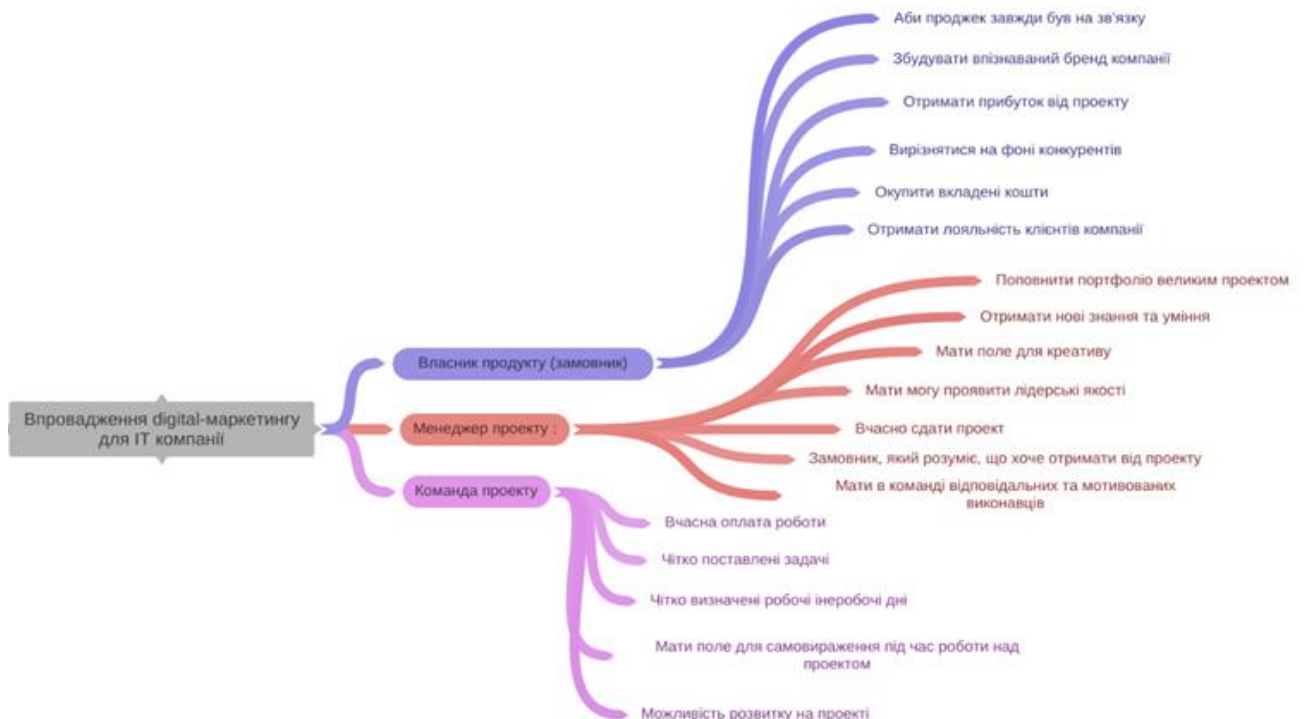 Аби проджек завжди був на зв'язку
Збудувати впізнаваний бренд компанії
Отримати прибуток від проекту
Вирізнятися на фоні конкурентів
Окупити вкладені кошти
Отримати лояльність клієнтів компанії
Поповнити портфоліо великим проектом
Отримати нові знання та уміння
Мати поле для креативу
Власник продукту (замовник)
Мати могу проявити лідерські якості
Впровадження digital-маркетингу
для ІТ компанії
Менеджер проекту :
Вчасно сдати проект
Замовник, який розуміє, що хоче отримати від проекту
Мати в команді відповідальних та мотивованих
виконавців
Команда проекту
Вчасна оплата роботи
Чітко поставлені задачі
Чітко визначені робочі інеробочі дні
Мати поле для самовираження під час роботи над
проектом
Можливість розвитку на проекті